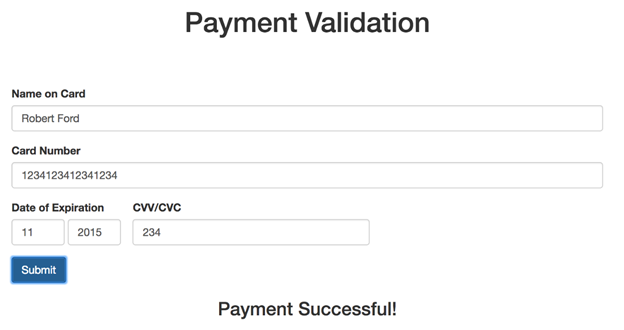 Payment Validation
Name on Card
Robert Ford
Card Number
1234123412341234
Date of Expiration CVV/CVC
11 2015 234
Submit
Payment Successful!